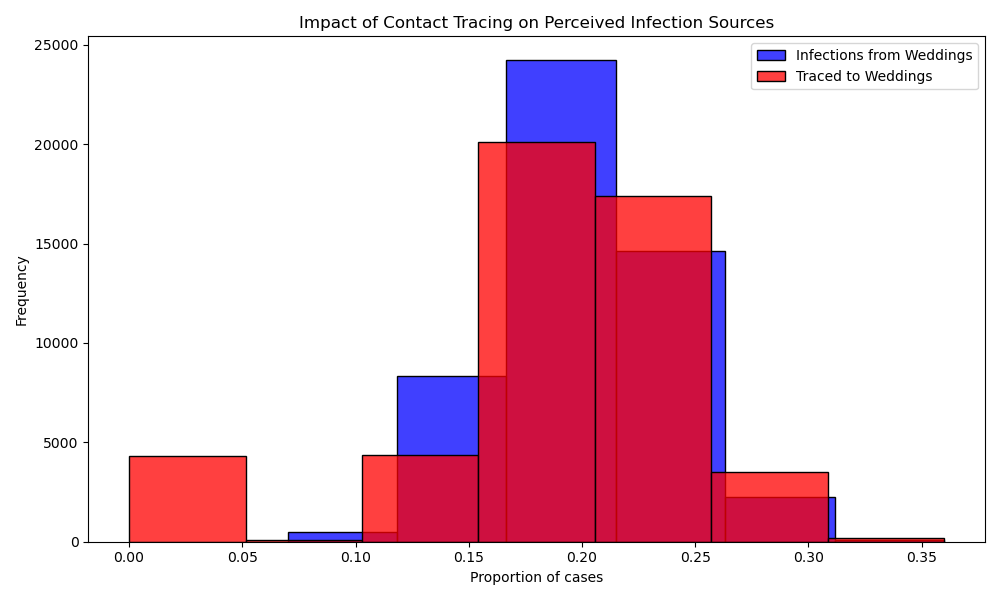 Impact of Contact Tracing on Perceived Infection Sources
Infections from Weddings
Traced to Weddings
Frequency
25000
20000
15000
10000
5000
0
0.00
0.05
0.10
0.15
0.20
0.25
0.30
0.35
Proportion of cases